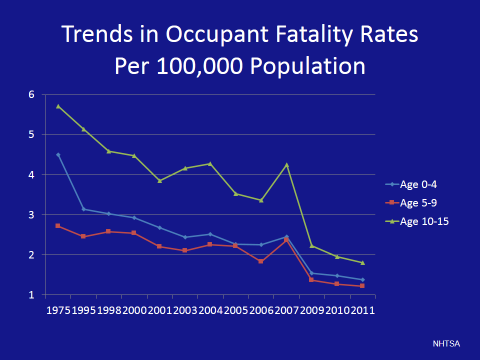 Trends in Occupant Fatality Rates
Per 100,000 Population
6
5
4
3
2
1
1975 1995 1998 2000 2001 2003 2004 2005 2006 2007 2009 2010 2011
Age 0-4
Age 5-9
Age 10-15
NHTSA